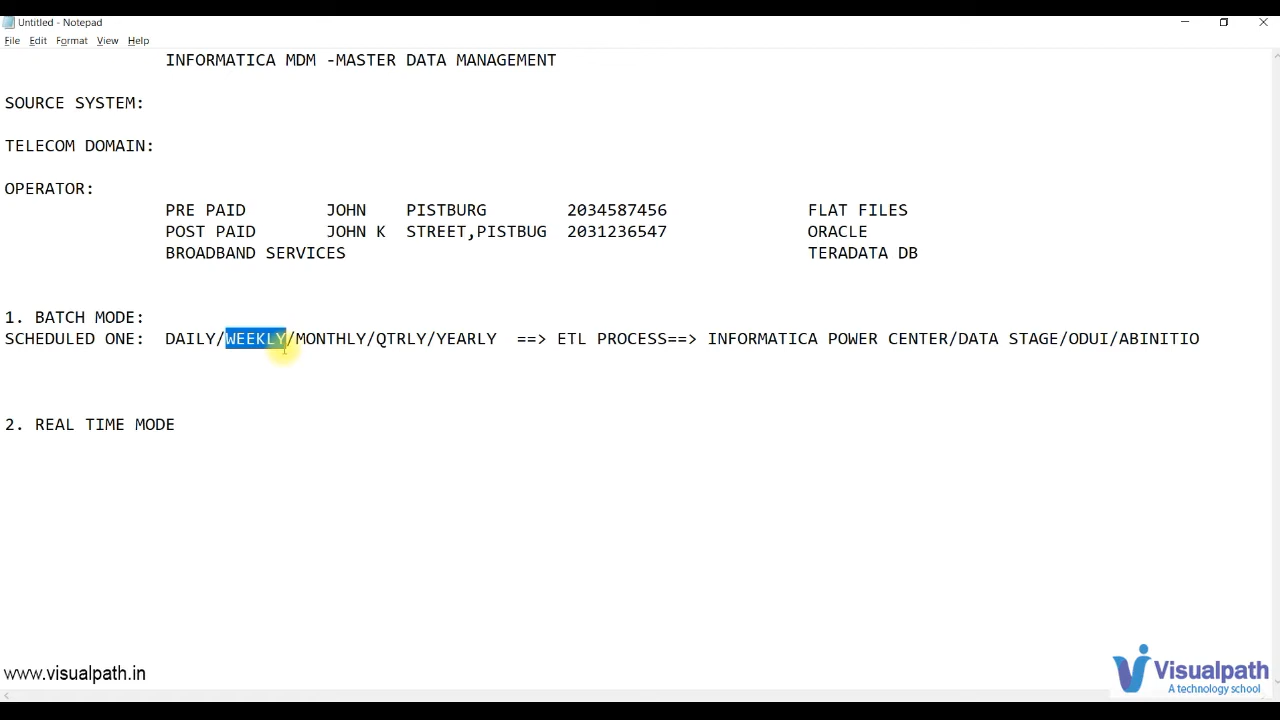 Untitled - Notepad
File Edit Format View Help
INFORMATICA MDM -MASTER DATA MANAGEMENT
SOURCE SYSTEM:
TELECOM DOMAIN:
OPERATOR:
PRE PAID JOHN PISTBURG 2034587456 FLAT FILES
POST PAID JOHN K STREET,PISTBUG 2031236547 ORACLE
BROADBAND SERVICES TERADATA DB
1. BATCH MODE:
SCHEDULED ONE: DAILY/WEEKLY/MONTHLY/QTRLY/YEARLY ==> ETL PROCESS==> INFORMATICA POWER CENTER/DATA STAGE/ODUI/ABINITIO
2. REAL TIME MODE
www.visualpath.in
Visualpath
A technology school